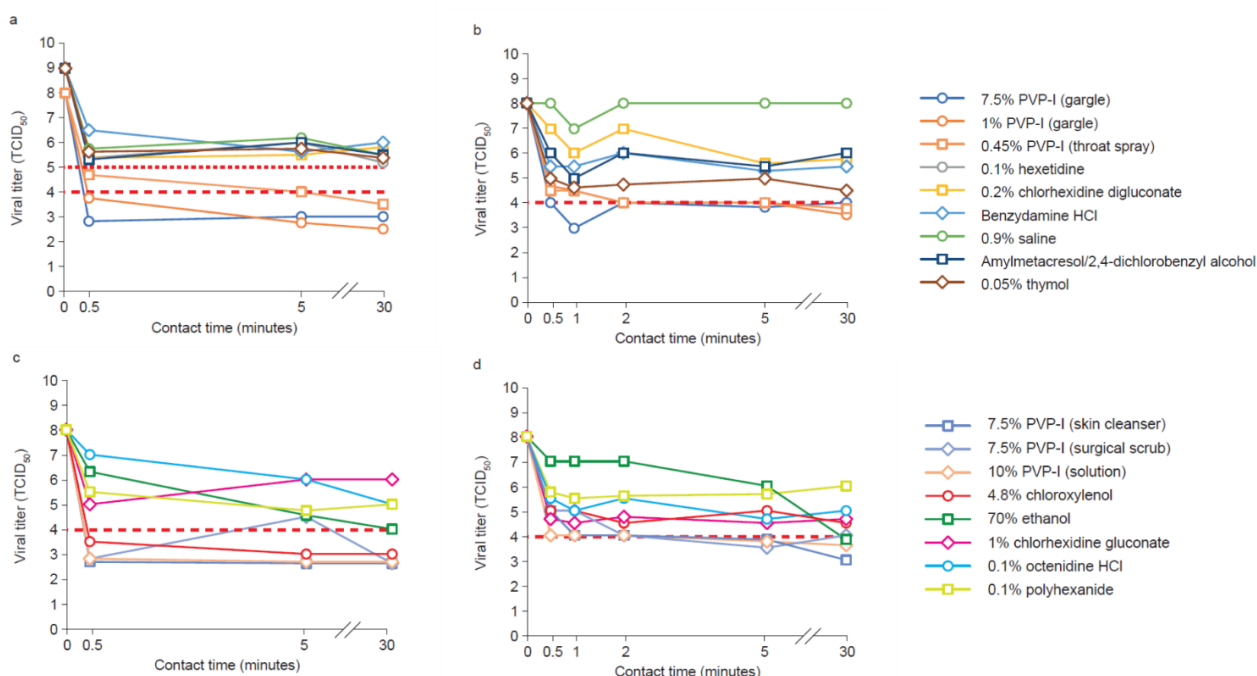 a
10
9
8
7
6
5
4
3
2
1
0
Viral titer (TCID50)
0 0.5 5 30
Contact time (minutes)
b
10
9
8
7
6
5
4
3
2
1
0
Viral titer (TCID50)
0 0.5 1 2 5 30
Contact time (minutes)
7.5% PVP-I (gargle)
1% PVP-I (gargle)
0.45% PVP-I (throat spray)
0.1% hexetidine
0.2% chlorhexidine digluconate
Benzydamine HCl
0.9% saline
Amylmetacresol/2,4-dichlorobenzyl alcohol
0.05% thymol
c
10
9
8
7
6
5
4
3
2
1
0
Viral titer (TCID50)
0 0.5 5 30
Contact time (minutes)
d
10
9
8
7
6
5
4
3
2
1
0
Viral titer (TCID50)
0 0.5 1 2 5 30
Contact time (minutes)
7.5% PVP-I (skin cleanser)
7.5% PVP-I (surgical scrub)
10% PVP-I (solution)
4.8% chloroxylenol
70% ethanol
1% chlorhexidine gluconate
0.1% octenidine HCl
0.1% polyhexanide